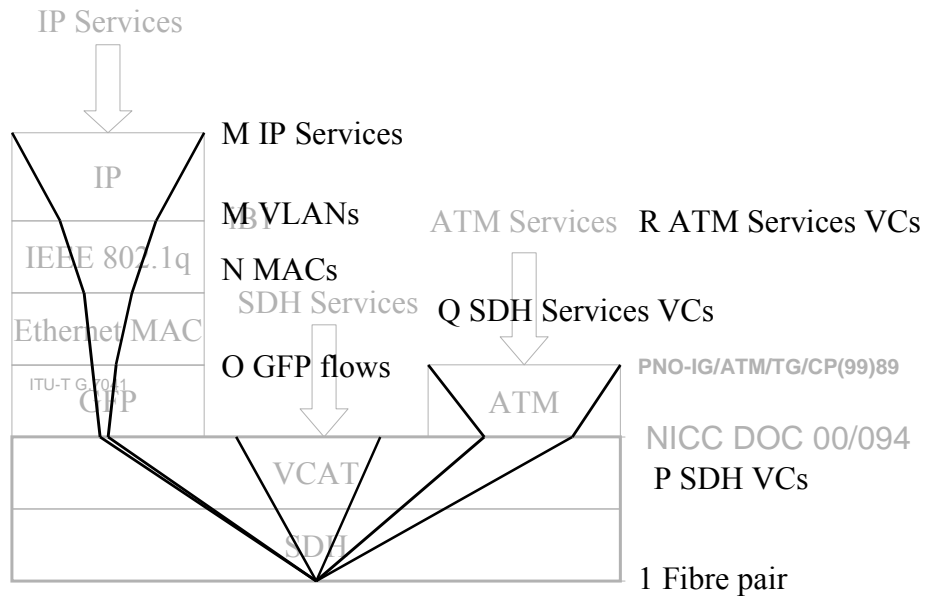 IP Services
M IP Services
IP
M VLANs
ATM Services
R ATM Services VCs
IEEE 802.1q
N MACs
SDH Services
Q SDH Services VCs
Ethernet MAC
O GFP flows
PNO-IG/ATM/TG/CP(99)89
ITU-T G.7041
GFP
ATM
NICC DOC 00/094
VCAT
P SDH VCs
SDH
1 Fibre pair